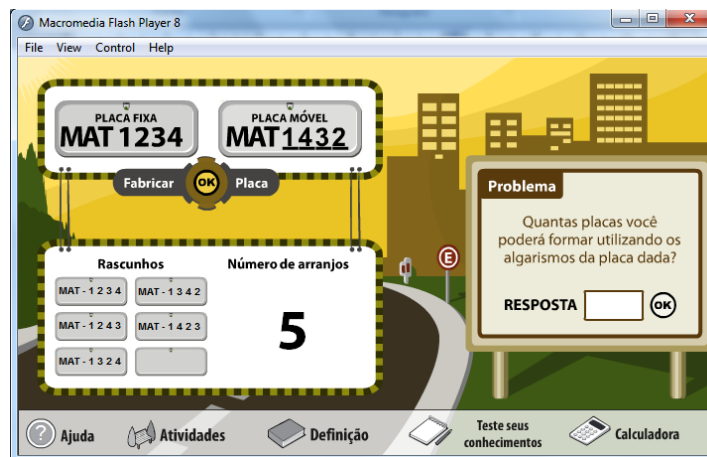 Macromedia Flash Player 8
File View Control Help
PLACA FIXA
MAT 1234
PLACA MÓVEL
MAT 1432
Fabricar OK Placa
Rascunhos
MAT - 1 2 3 4
MAT - 1 3 4 2
MAT - 1 2 4 3
MAT - 1 4 2 3
MAT - 1 3 2 4
Número de arranjos
5
E
Problema
Quantas placas você
poderá formar utilizando os
algarismos da placa dada?
RESPOSTA OK
? Ajuda
Atividades
Definição
Teste seus
conhecimentos
Calculadora